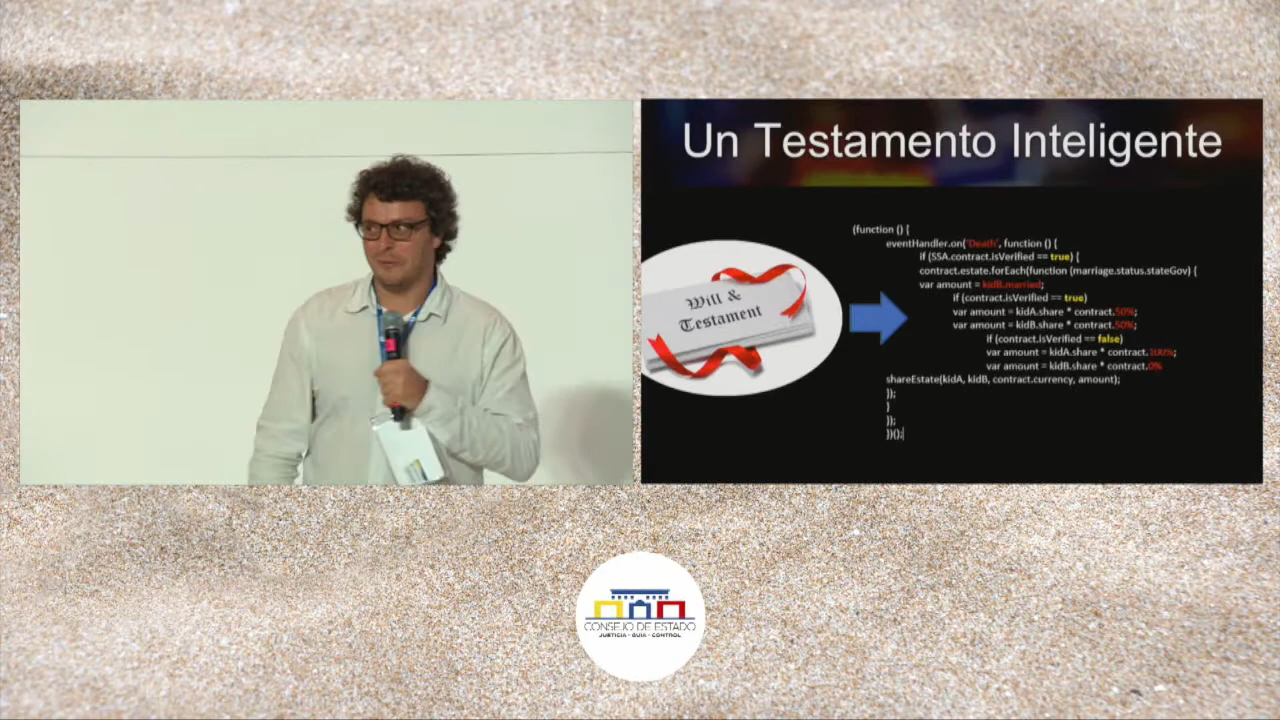 Un Testamento Inteligente
Will &
Testament
(function () {
eventHandler.on('Death', function () {
if (SSA.contract.isVerified == true) {
contract.estate.forEach(function (marriage.status.stateGov) {
var amount = kidB.married;
if (contract.isVerified == true)
var amount = kidA.share * contract.50%;
var amount = kidB.share * contract.50%;
if (contract.isVerified == false)
var amount = kidA.share * contract.100%;
var amount = kidB.share * contract.0%
shareEstate(kidA, kidB, contract.currency, amount);
});
}
});
})();
CONSEJO DE ESTADO
JUSTICIA - GUÍA - CONTROL